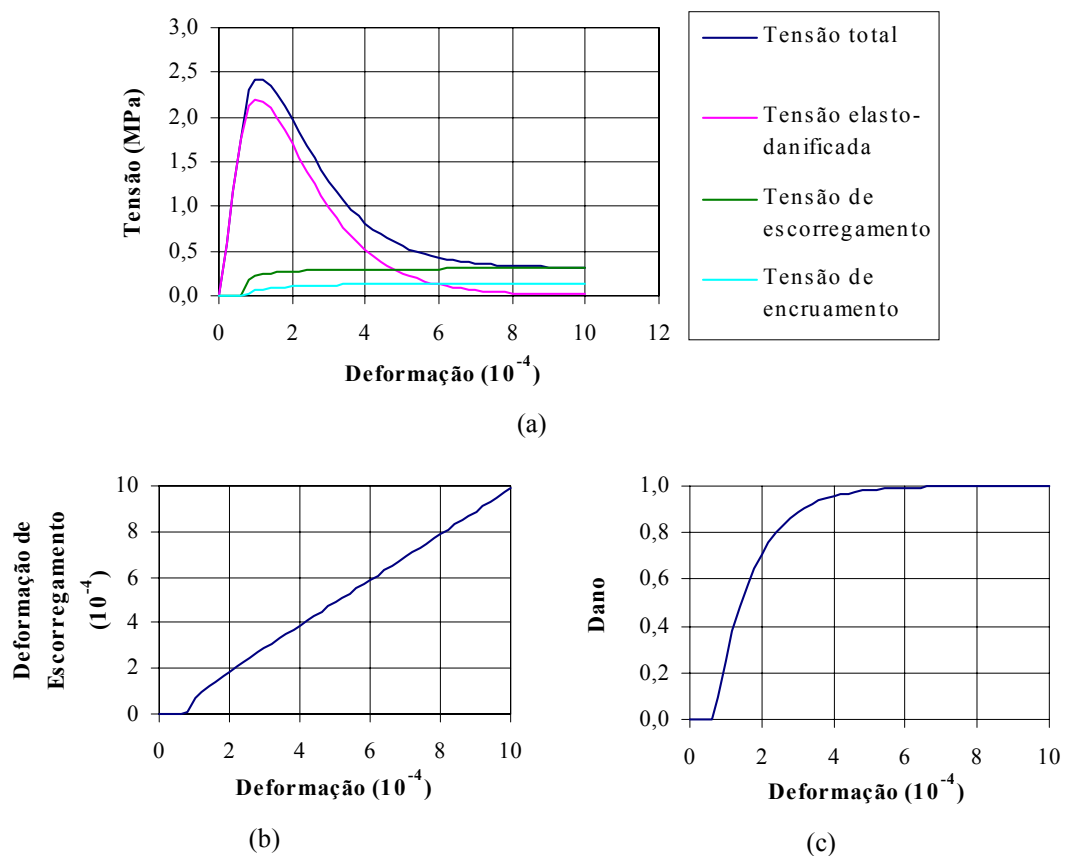 3,0
2,5
2,0
1,5
1,0
0,5
0,0
Tensão (MPa)
0 2 4 6 8 10 12
Deformação (10^-4)
Tensão total
Tensão elasto-
danificada
Tensão de
escorregamento
Tensão de
encruamento
(a)
10
8
6
4
2
0
Deformação de
Escorregamento
(10^-4)
0 2 4 6 8 10
Deformação (10^-4)
(b)
1,0
0,8
0,6
0,4
0,2
0,0
Dano
0 2 4 6 8 10
Deformação (10^-4)
(c)